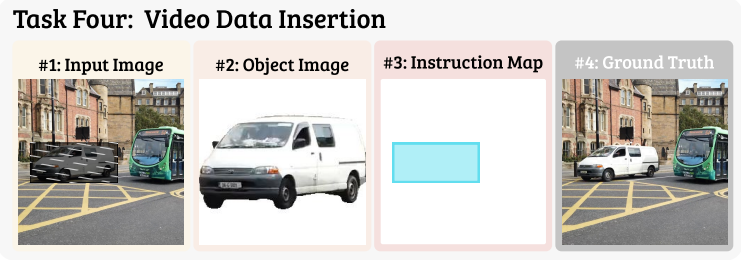 Task Four: Video Data Insertion
#1: Input Image
#2: Object Image
#3: Instruction Map
#4: Ground Truth